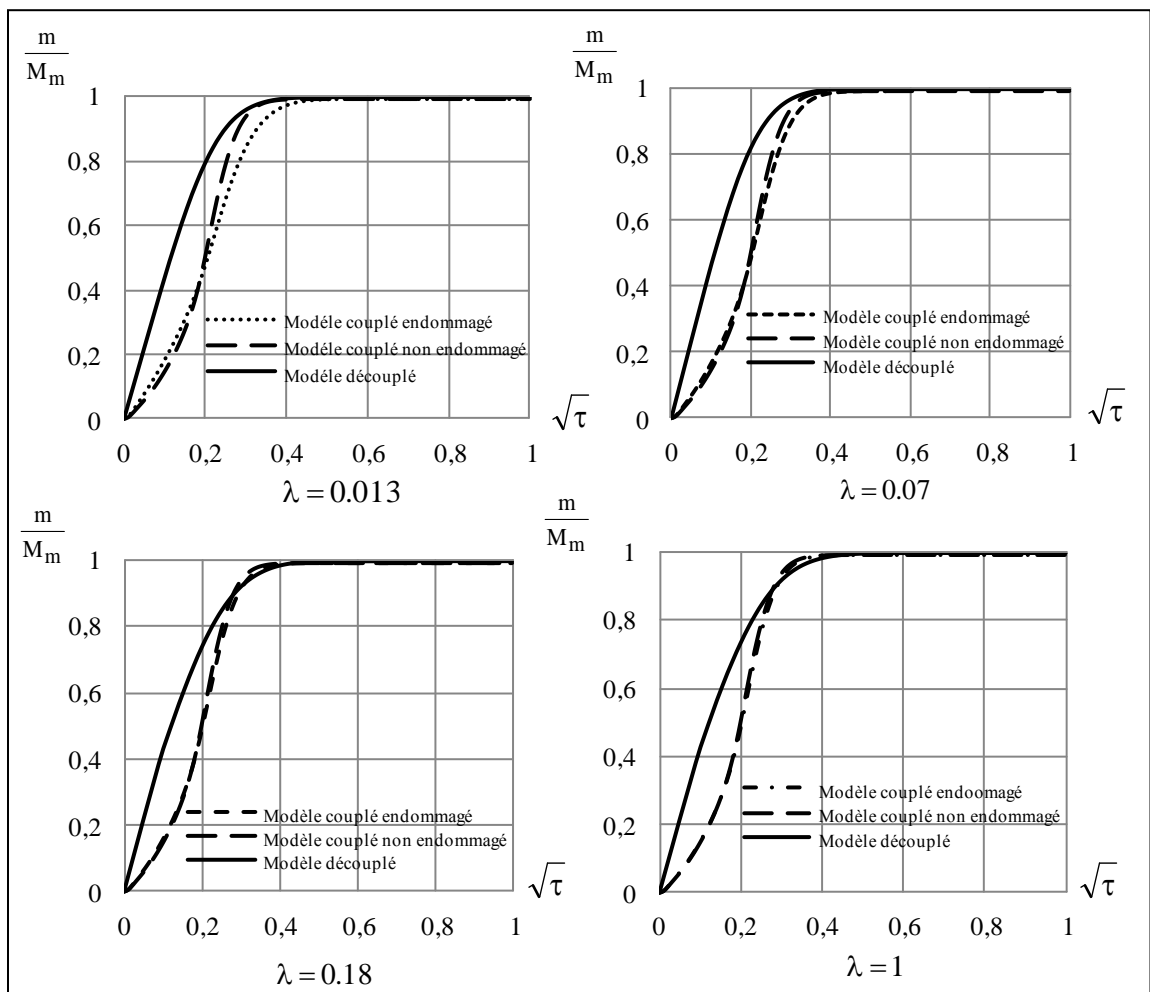 m
M_m
1
0,8
0,6
0,4
0,2
0
Modéle couplé endommagé
Modéle couplé non endommagé
Modéle découplé
√τ
0 0,2 0,4 0,6 0,8 1
λ = 0.013
m
M_m
1
0,8
0,6
0,4
0,2
0
Modèle couplé endommagé
Modèle couplé non endommagé
Modèle découplé
√τ
0 0,2 0,4 0,6 0,8 1
λ = 0.07
m
M_m
1
0,8
0,6
0,4
0,2
0
Modèle couplé endommagé
Modèle couplé non endommagé
Modèle découplé
√τ
0 0,2 0,4 0,6 0,8 1
λ = 0.18
m
M_m
1
0,8
0,6
0,4
0,2
0
Modèle couplé endoomagé
Modèle couplé non endommagé
Modèle découplé
√τ
0 0,2 0,4 0,6 0,8 1
λ = 1